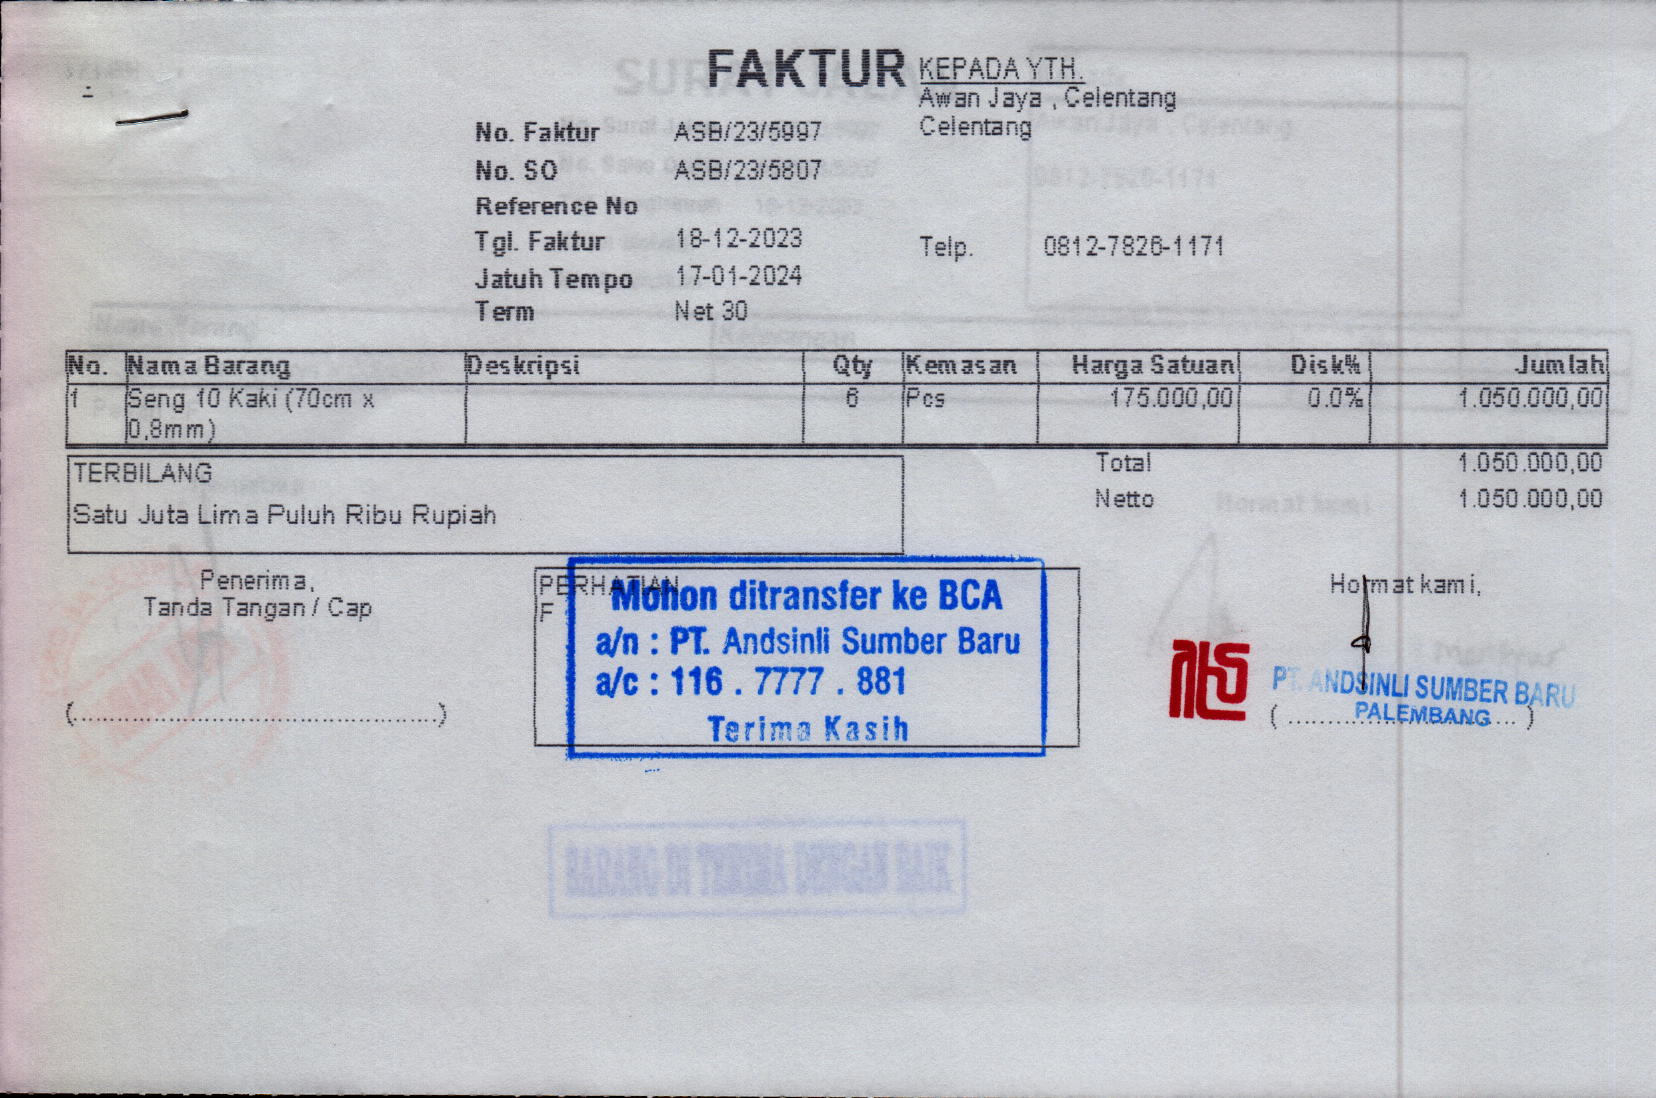 FAKTUR
KEPADA YTH.
Awan Jaya , Celentang
Celentang
No. Faktur ASB/23/5997
No. SO ASB/23/5807
Reference No
Tgl. Faktur 18-12-2023
Jatuh Tempo 17-01-2024
Term Net 30
Telp. 0812-7826-1171
No. Nama Barang Deskripsi Qty Kemasan Harga Satuan Disk% Jumlah
1 Seng 10 Kaki (70cm x 6 Pcs 175.000,00 0.0% 1.050.000,00
0,8mm)
TERBILANG
Satu Juta Lima Puluh Ribu Rupiah
Total 1.050.000,00
Netto 1.050.000,00
Penerima,
Tanda Tangan / Cap
(..............................................)
PERHATIAN
F
Mohon ditransfer ke BCA
a/n : PT. Andsinli Sumber Baru
a/c : 116 . 7777 . 881
Terima Kasih
Hormat kami,
PT. ANDSINLI SUMBER BARU
PALEMBANG
(..............................)
SURAT JALAN
BARANG DI TERIMA DENGAN BAIK